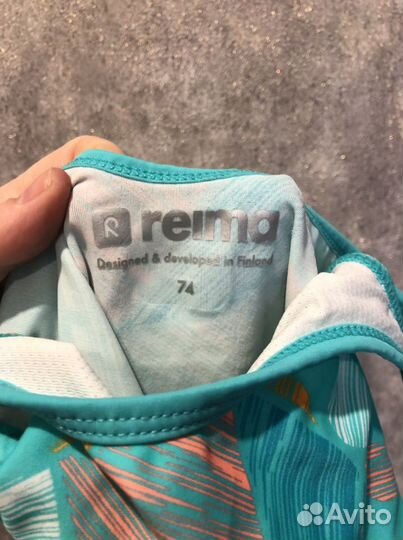 R reima
Designed & developed in Finland
74
Avito